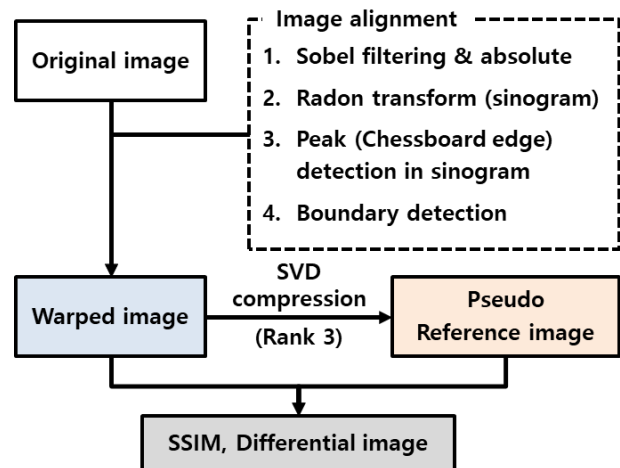 Original image
Image alignment
1. Sobel filtering & absolute
2. Radon transform (sinogram)
3. Peak (Chessboard edge)
detection in sinogram
4. Boundary detection
Warped image
SVD
compression
(Rank 3)
Pseudo
Reference image
SSIM, Differential image